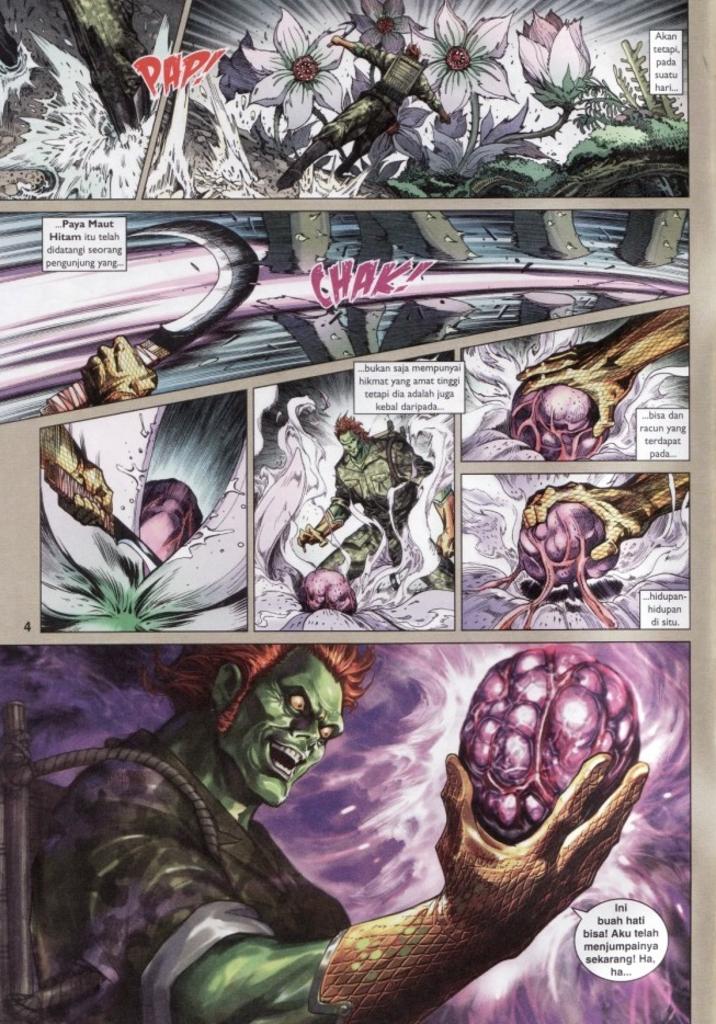 PAP!
Akan
tetapi,
pada
suatu
hari...
...Paya Maut
Hitam itu telah
didatangi seorang
pengunjung yang...
CHAK!
...bukan saja mempunyai
hikmat yang amat tinggi
tetapi dia adalah juga
kebal daripada...
...bisa dan
racun yang
terdapat
pada...
...hidupan-
hidupan
di situ.
4
Ini
buah hati
bisa! Aku telah
menjumpainya
sekarang! Ha,
ha...